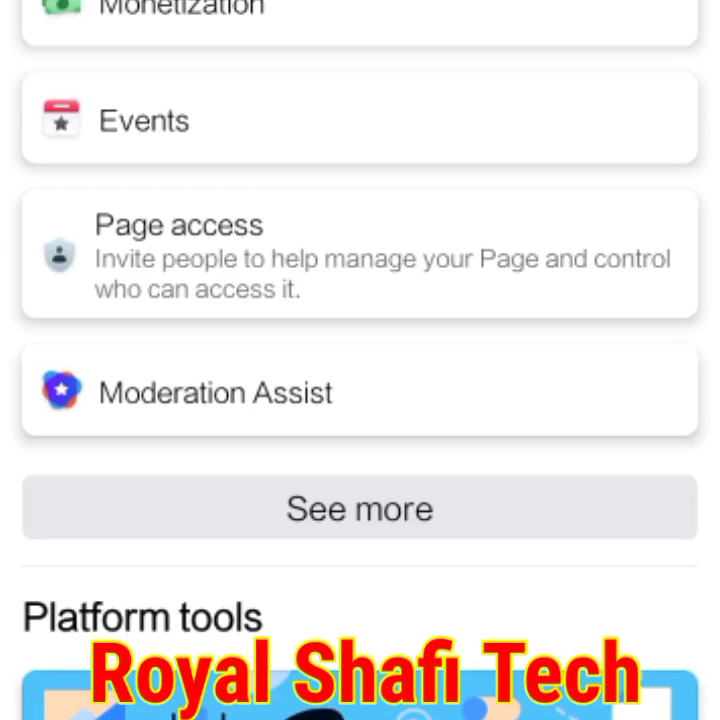 Monetization
Events
Page access
Invite people to help manage your Page and control
who can access it.
Moderation Assist
See more
Platform tools
Royal Shafi Tech